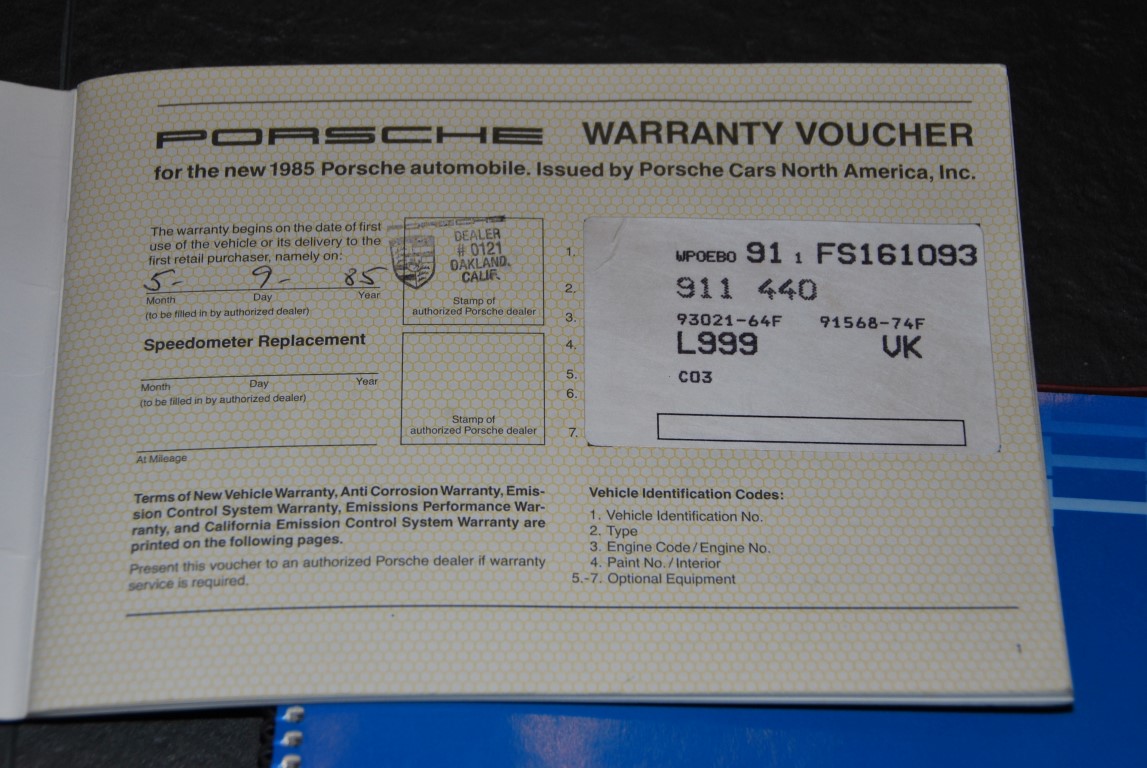 PORSCHE WARRANTY VOUCHER
for the new 1985 Porsche automobile. Issued by Porsche Cars North America, Inc.
The warranty begins on the date of first
use of the vehicle or its delivery to the
first retail purchaser, namely on:
5- 9- 85
Month Day Year
(to be filled in by authorized dealer)
DEALER
# 0121
OAKLAND,
CALIF.
Stamp of
authorized Porsche dealer
Speedometer Replacement
Month Day Year
(to be filled in by authorized dealer)
At Mileage
Stamp of
authorized Porsche dealer
1. WPOEBO 91 1 FS161093
2. 911 440
3. 93021-64F 91568-74F
4. L999 VK
5. C03
6.
7.
Terms of New Vehicle Warranty, Anti Corrosion Warranty, Emis-
sion Control System Warranty, Emissions Performance War-
ranty, and California Emission Control System Warranty are
printed on the following pages.
Present this voucher to an authorized Porsche dealer if warranty
service is required.
Vehicle Identification Codes:
1. Vehicle Identification No.
2. Type
3. Engine Code/Engine No.
4. Paint No./Interior
5.-7. Optional Equipment
1